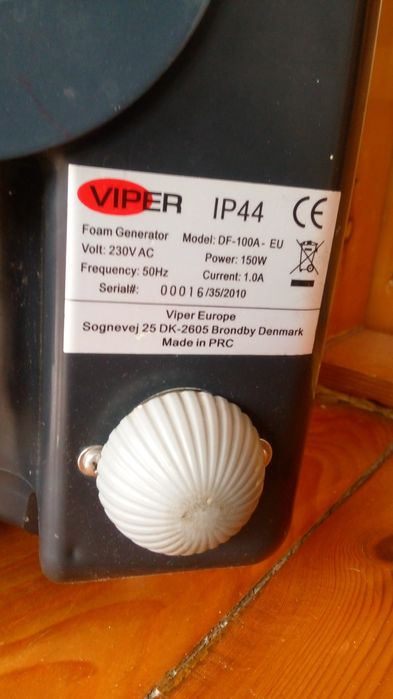 VIPER IP44 CE
Foam Generator Model: DF-100A- EU
Volt: 230V AC Power: 150W
Frequency: 50Hz Current: 1.0A
Serial#: 00016/35/2010
Viper Europe
Sognevej 25 DK-2605 Brondby Denmark
Made in PRC